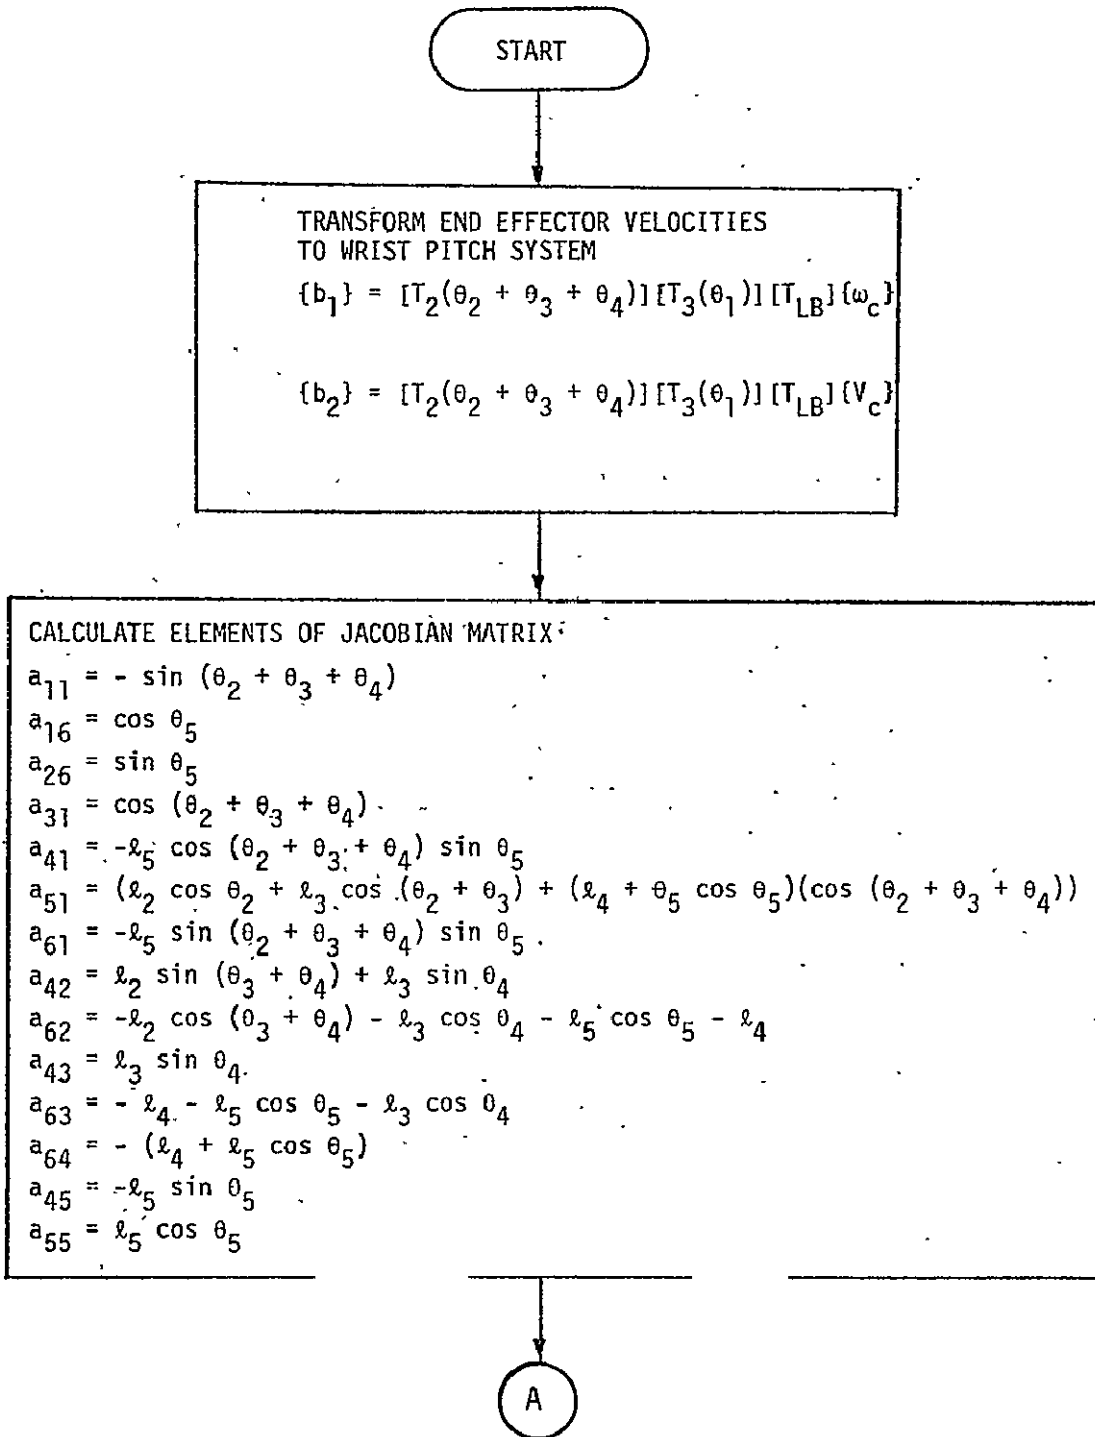 START
TRANSFORM END EFFECTOR VELOCITIES
TO WRIST PITCH SYSTEM
{b₁} = [T₂(θ₂ + θ₃ + θ₄)][T₃(θ₁)][T_LB]{ω_c}
{b₂} = [T₂(θ₂ + θ₃ + θ₄)][T₃(θ₁)][T_LB]{V_c}
CALCULATE ELEMENTS OF JACOBIAN MATRIX
a₁₁ = - sin (θ₂ + θ₃ + θ₄)
a₁₆ = cos θ₅
a₂₆ = sin θ₅
a₃₁ = cos (θ₂ + θ₃ + θ₄)
a₄₁ = -ℓ₅ cos (θ₂ + θ₃ + θ₄) sin θ₅
a₅₁ = (ℓ₂ cos θ₂ + ℓ₃ cos (θ₂ + θ₃) + (ℓ₄ + θ₅ cos θ₅)(cos (θ₂ + θ₃ + θ₄))
a₆₁ = -ℓ₅ sin (θ₂ + θ₃ + θ₄) sin θ₅
a₄₂ = ℓ₂ sin (θ₃ + θ₄) + ℓ₃ sin θ₄
a₆₂ = -ℓ₂ cos (θ₃ + θ₄) - ℓ₃ cos θ₄ - ℓ₅ cos θ₅ - ℓ₄
a₄₃ = ℓ₃ sin θ₄
a₆₃ = - ℓ₄ - ℓ₅ cos θ₅ - ℓ₃ cos θ₄
a₆₄ = - (ℓ₄ + ℓ₅ cos θ₅)
a₄₅ = -ℓ₅ sin θ₅
a₅₅ = ℓ₅ cos θ₅
A